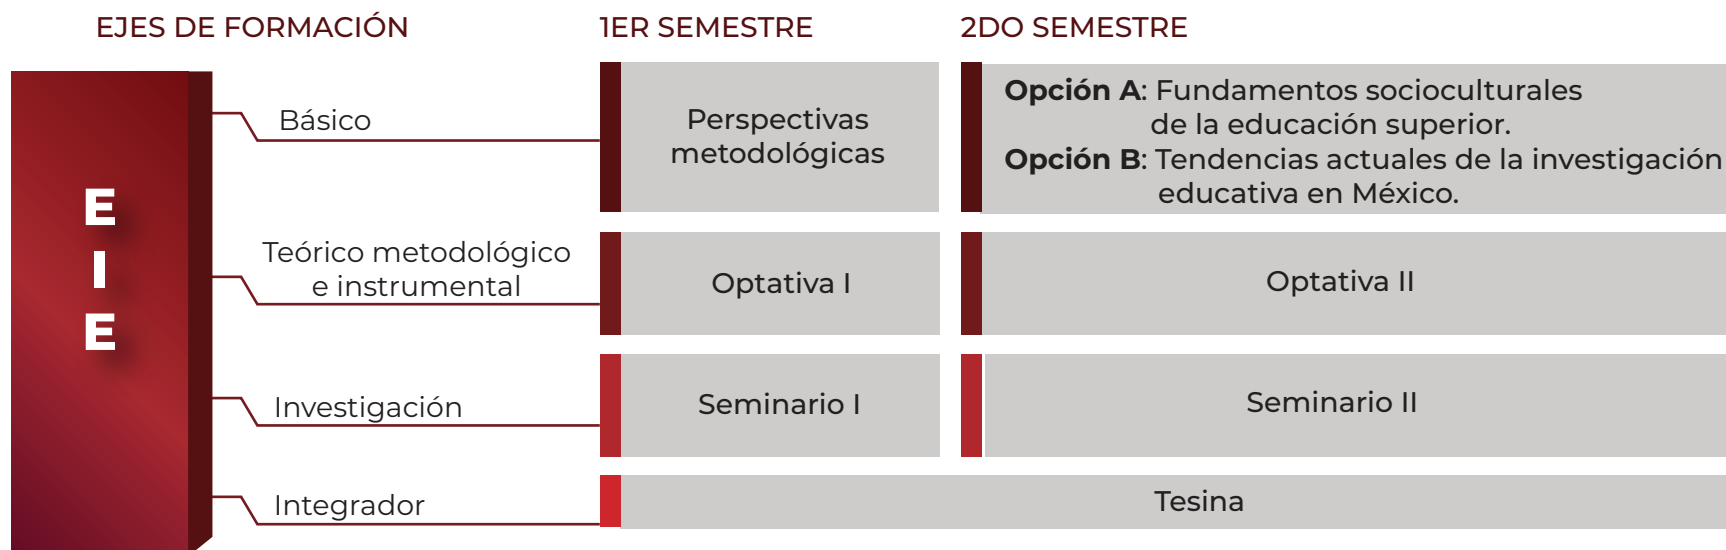 EJES DE FORMACIÓN
1ER SEMESTRE
2DO SEMESTRE
E
I
E
Básico
Perspectivas
metodológicas
Opción A: Fundamentos socioculturales
de la educación superior.
Opción B: Tendencias actuales de la investigación
educativa en México.
Teórico metodológico
e instrumental
Optativa I
Optativa II
Investigación
Seminario I
Seminario II
Integrador
Tesina